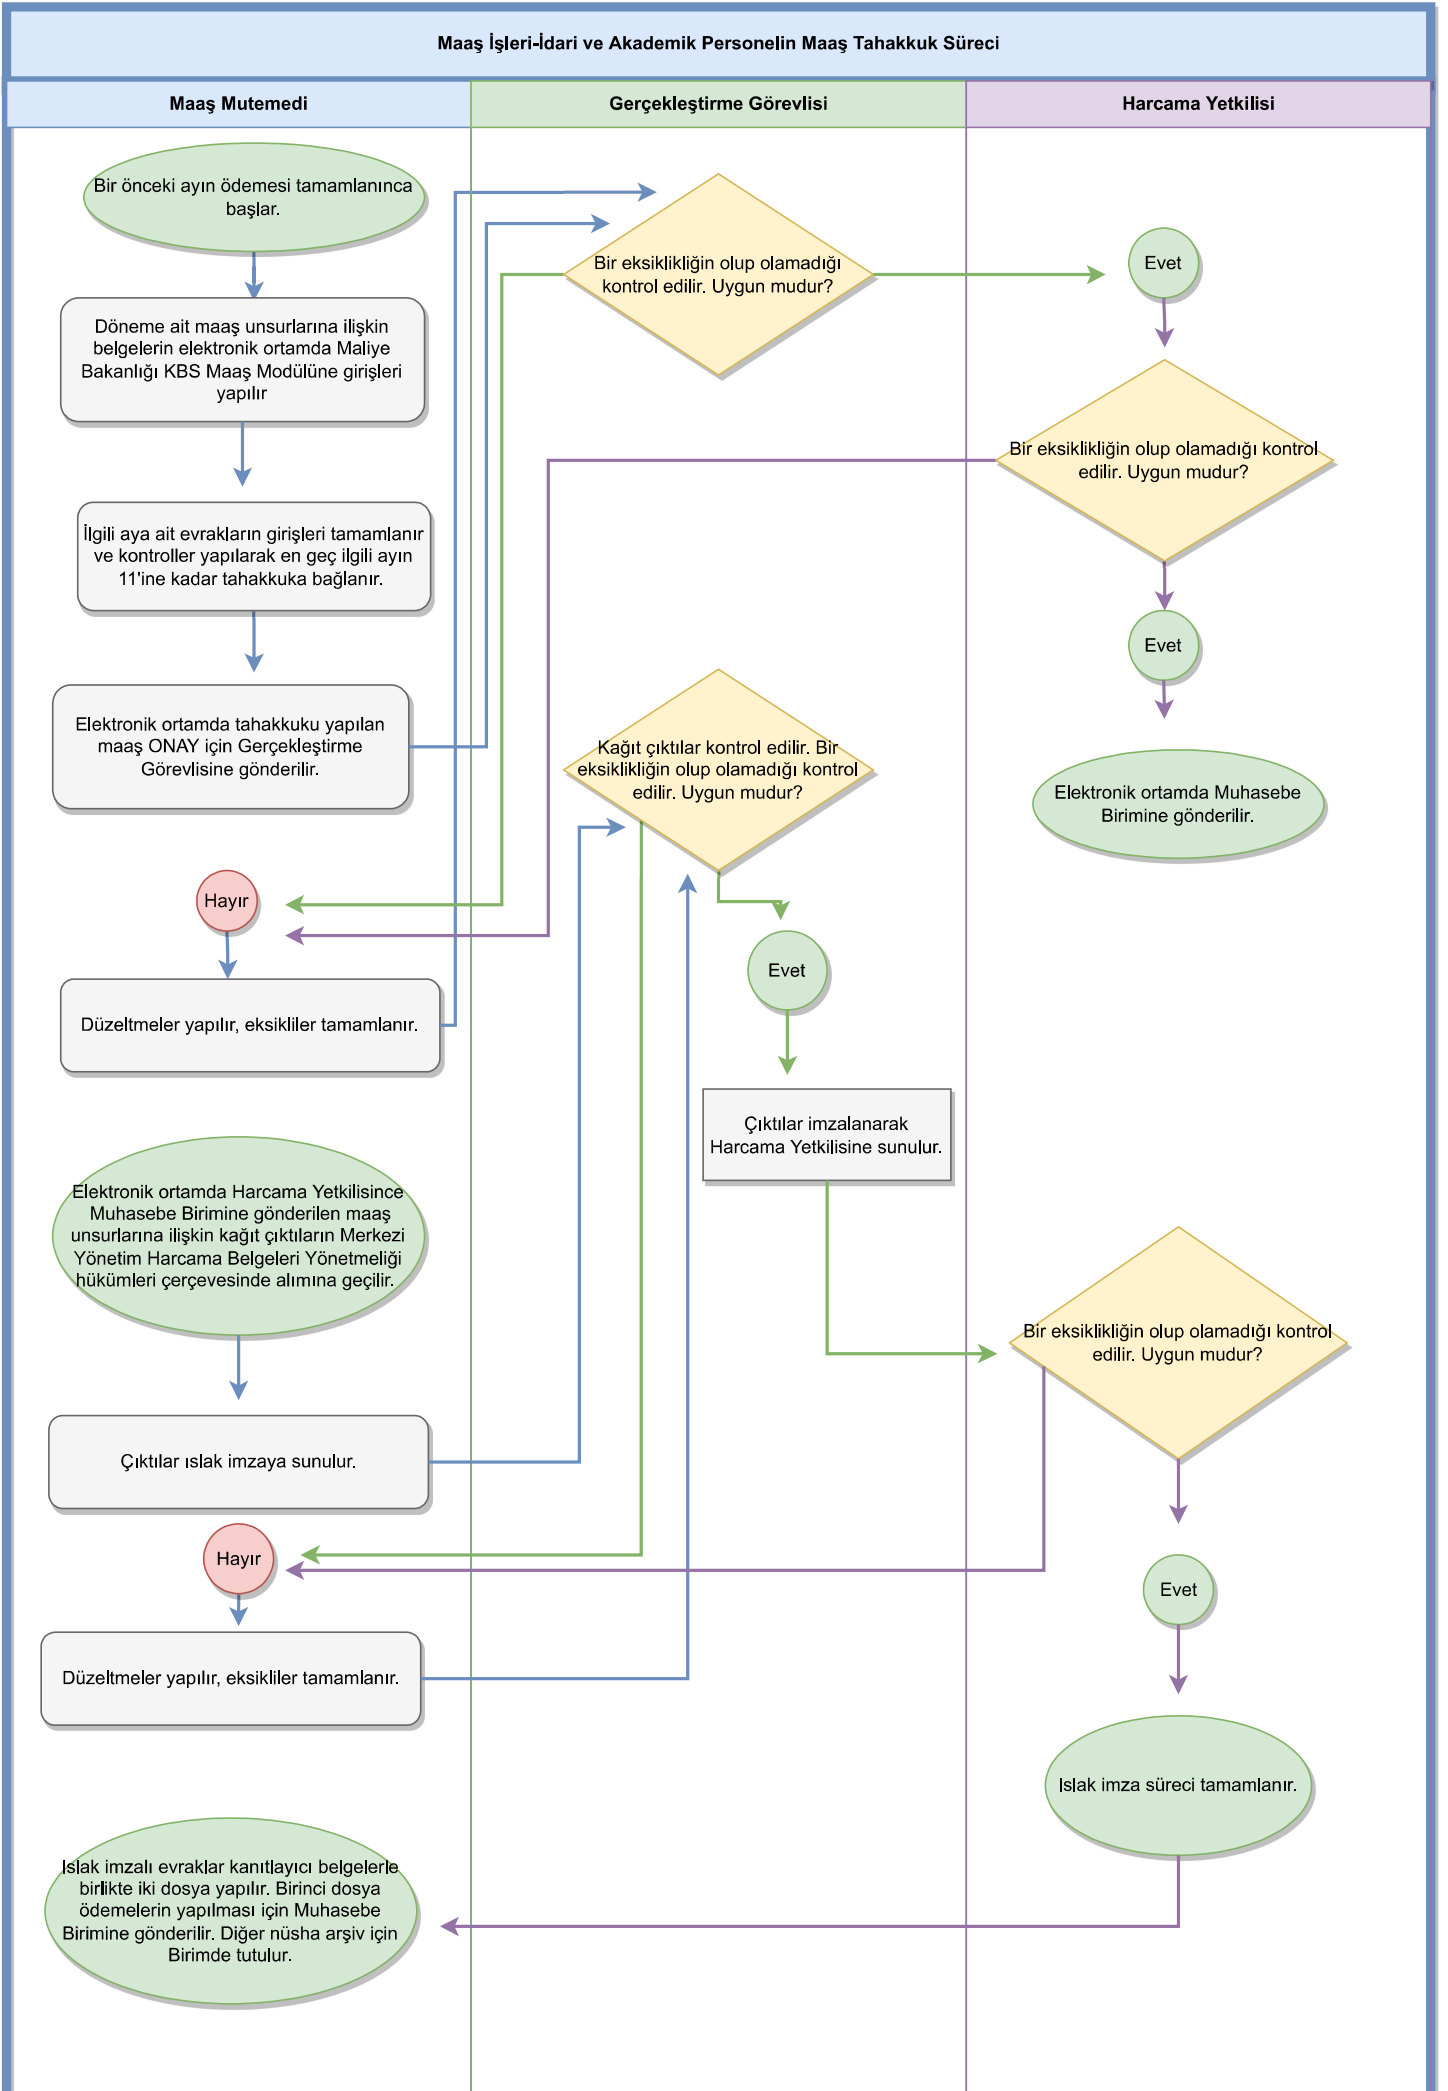 Maaş İşleri-İdari ve Akademik Personelin Maaş Tahakkuk Süreci
Maaş Mutemedi
Gerçekleştirme Görevlisi
Harcama Yetkilisi
Bir önceki ayın ödemesi tamamlanınca
başlar.
Döneme ait maaş unsurlarına ilişkin
belgelerin elektronik ortamda Maliye
Bakanlığı KBS Maaş Modülüne girişleri
yapılır
İlgili aya ait evrakların girişleri tamamlanır
ve kontroller yapılarak en geç ilgili ayın
11'ine kadar tahakkuka bağlanır.
Elektronik ortamda tahakkuku yapılan
maaş ONAY için Gerçekleştirme
Görevlisine gönderilir.
Hayır
Düzeltmeler yapılır, eksikliler tamamlanır.
Elektronik ortamda Harcama Yetkilisince
Muhasebe Birimine gönderilen maaş
unsurlarına ilişkin kağıt çıktıların Merkezi
Yönetim Harcama Belgeleri Yönetmeliği
hükümleri çerçevesinde alımına geçilir.
Çıktılar ıslak imzaya sunulur.
Hayır
Düzeltmeler yapılır, eksikliler tamamlanır.
Islak imzalı evraklar kanıtlayıcı belgelerle
birlikte iki dosya yapılır. Birinci dosya
ödemelerin yapılması için Muhasebe
Birimine gönderilir. Diğer nüsha arşiv için
Birimde tutulur.
Bir eksiklikliğin olup olamadığı
kontrol edilir. Uygun mudur?
Kağıt çıktılar kontrol edilir. Bir
eksiklikliğin olup olamadığı kontrol
edilir. Uygun mudur?
Evet
Çıktılar imzalanarak
Harcama Yetkilisine sunulur.
Evet
Bir eksiklikliğin olup olamadığı kontrol
edilir. Uygun mudur?
Evet
Elektronik ortamda Muhasebe
Birimine gönderilir.
Bir eksiklikliğin olup olamadığı kontrol
edilir. Uygun mudur?
Evet
Islak imza süreci tamamlanır.